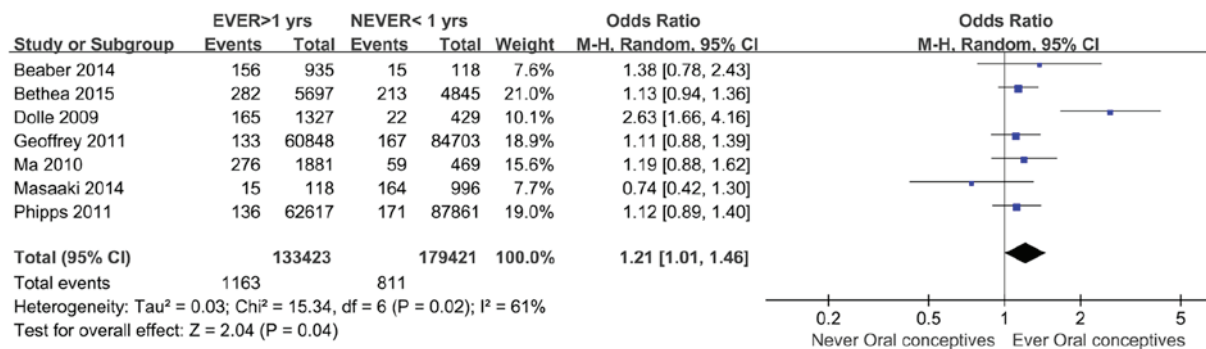 EVER>1 yrs NEVER< 1 yrs Odds Ratio Odds Ratio
Study or Subgroup Events Total Events Total Weight M-H, Random, 95% CI M-H, Random, 95% CI
Beaber 2014 156 935 15 118 7.6% 1.38 [0.78, 2.43]
Bethea 2015 282 5697 213 4845 21.0% 1.13 [0.94, 1.36]
Dolle 2009 165 1327 22 429 10.1% 2.63 [1.66, 4.16]
Geoffrey 2011 133 60848 167 84703 18.9% 1.11 [0.88, 1.39]
Ma 2010 276 1881 59 469 15.6% 1.19 [0.88, 1.62]
Masaaki 2014 15 118 164 996 7.7% 0.74 [0.42, 1.30]
Phipps 2011 136 62617 171 87861 19.0% 1.12 [0.89, 1.40]
Total (95% CI) 133423 179421 100.0% 1.21 [1.01, 1.46]
Total events 1163 811
Heterogeneity: Tau² = 0.03; Chi² = 15.34, df = 6 (P = 0.02); I² = 61%
Test for overall effect: Z = 2.04 (P = 0.04)
0.2 0.5 1 2 5
Never Oral conceptives Ever Oral conceptives